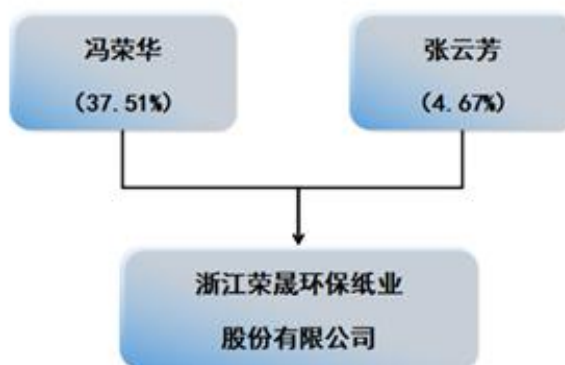 冯荣华
(37.51%)
张云芳
(4.67%)
浙江荣晟环保纸业
股份有限公司